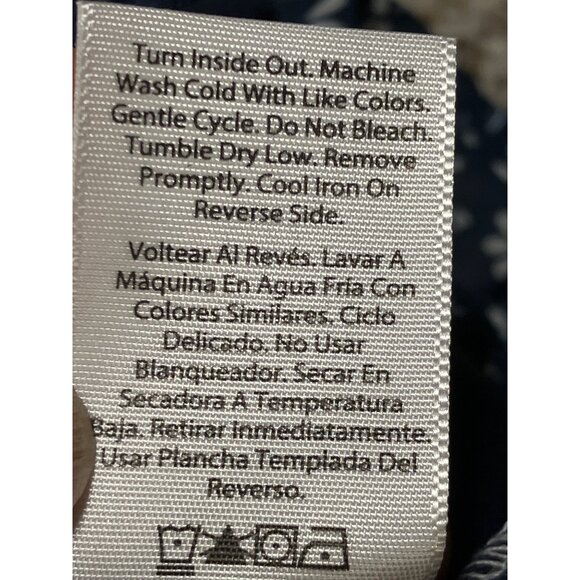 Turn Inside Out. Machine
Wash Cold With Like Colors.
Gentle Cycle. Do Not Bleach.
Tumble Dry Low. Remove
Promptly. Cool Iron On
Reverse Side.
Voltear Al Revés. Lavar A
Máquina En Agua Fria Con
Colores Similares. Ciclo
Delicado. No Usar
Blanqueador. Secar En
Secadora A Temperatura
Baja. Retirar Inmediatamente.
Usar Plancha Templada Del
Reverso.